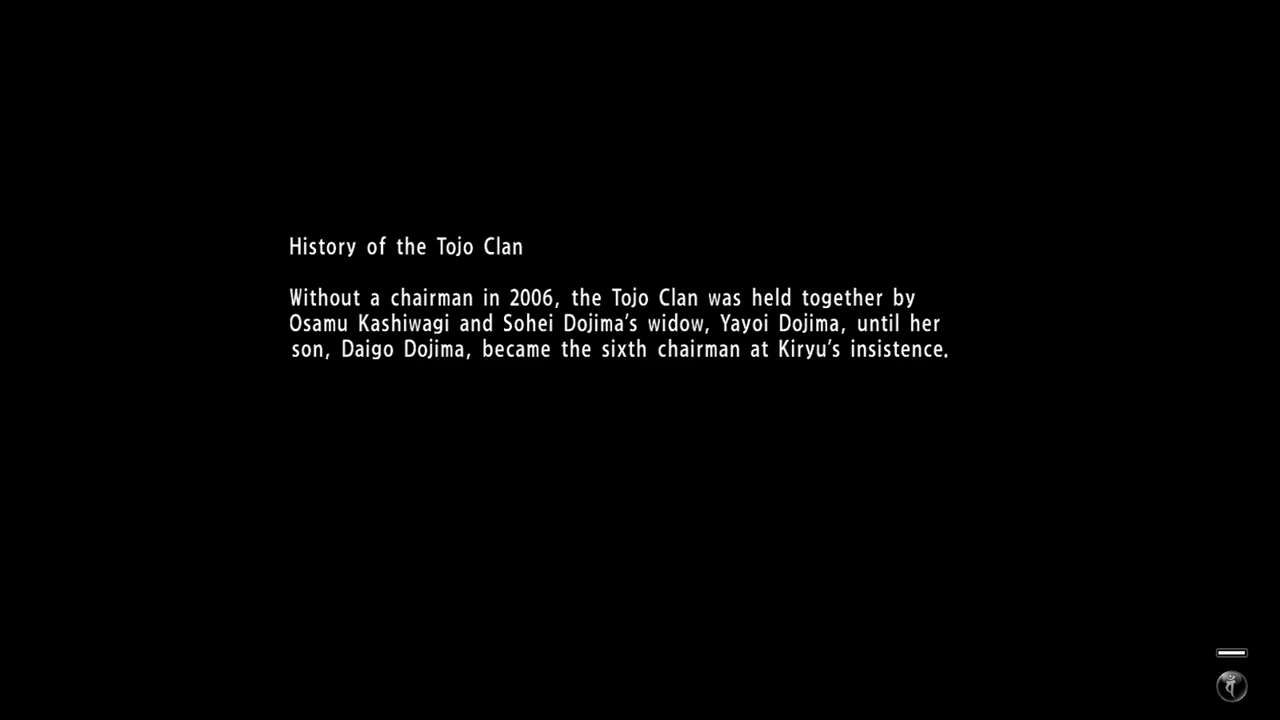 History of the Tojo Clan
Without a chairman in 2006, the Tojo Clan was held together by
Osamu Kashiwagi and Sohei Dojima's widow, Yayoi Dojima, until her
son, Daigo Dojima, became the sixth chairman at Kiryu's insistence.